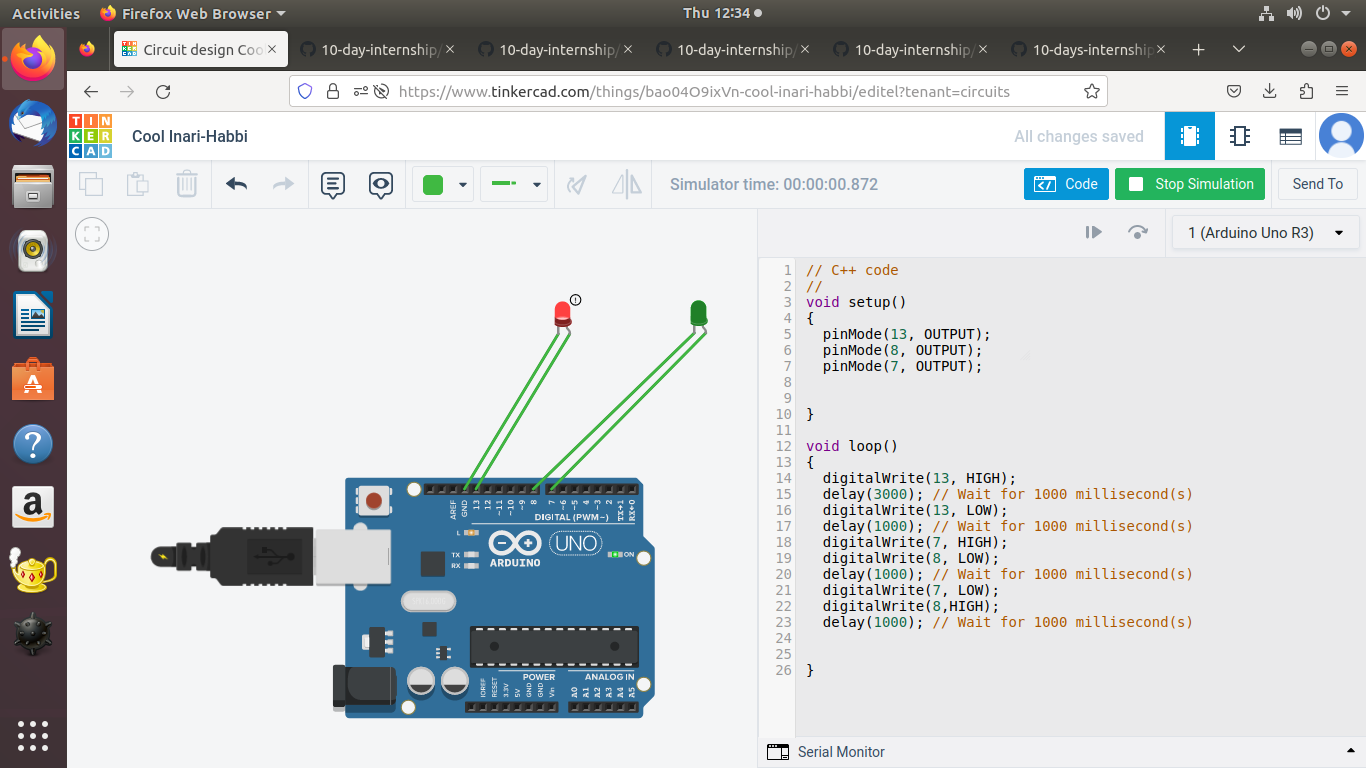 Activities Firefox Web Browser Thu 12:34
Circuit design Coo 10-day-internship/ 10-day-internship/ 10-day-internship/ 10-day-internship/ 10-days-internship
https://www.tinkercad.com/things/bao04O9ixVn-cool-inari-habbi/editel?tenant=circuits
TIN
KER
CAD
Cool Inari-Habbi
All changes saved
Simulator time: 00:00:00.872
Code
Stop Simulation
Send To
1 (Arduino Uno R3)
1 // C++ code
2 //
3 void setup()
4 {
5 pinMode(13, OUTPUT);
6 pinMode(8, OUTPUT);
7 pinMode(7, OUTPUT);
8
9
10 }
11
12 void loop()
13 {
14 digitalWrite(13, HIGH);
15 delay(3000); // Wait for 1000 millisecond(s)
16 digitalWrite(13, LOW);
17 delay(1000); // Wait for 1000 millisecond(s)
18 digitalWrite(7, HIGH);
19 digitalWrite(8, LOW);
20 delay(1000); // Wait for 1000 millisecond(s)
21 digitalWrite(7, LOW);
22 digitalWrite(8,HIGH);
23 delay(1000); // Wait for 1000 millisecond(s)
24
25
26 }
AREF GND 13 12 ~11 ~10 ~9 8 7 ~6 ~5 4 ~3 2 TX→1 RX←0
DIGITAL (PWM~)
L
TX
RX
ARDUINO
UNO
ON
POWER
ANALOG IN
IOREF RESET 3.3V 5V GND GND Vin A0 A1 A2 A3 A4 A5
Serial Monitor